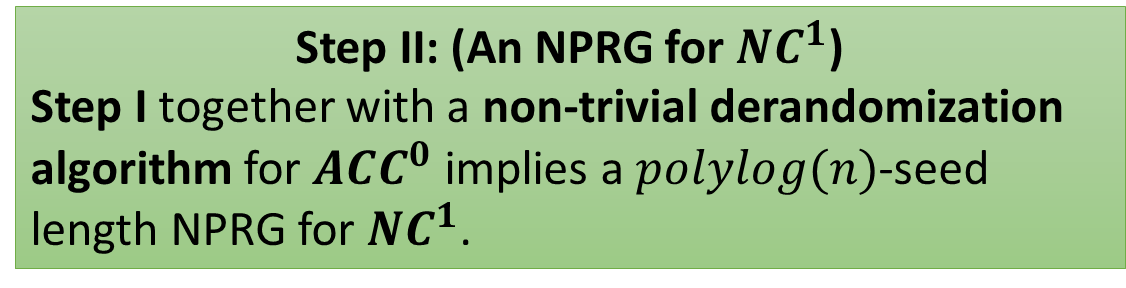 Step II: (An NPRG for NC¹)
Step I together with a non-trivial derandomization
algorithm for ACC⁰ implies a polylog(n)-seed
length NPRG for NC¹.